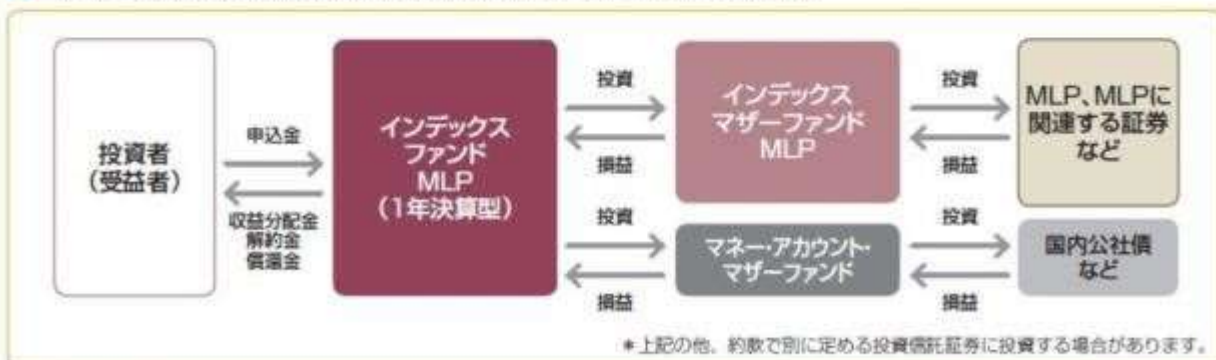 投資者
（受益者）
申込金
収益分配金
解約金
償還金
インデックス
ファンド
MLP
（1年決算型）
投資
損益
投資
損益
インデックス
マザーファンド
MLP
マネー・アカウント・
マザーファンド
投資
損益
投資
損益
MLP、MLPに
関連する証券
など
国内公社債
など
＊上記の他、約款で別に定める投資信託証券に投資する場合があります。